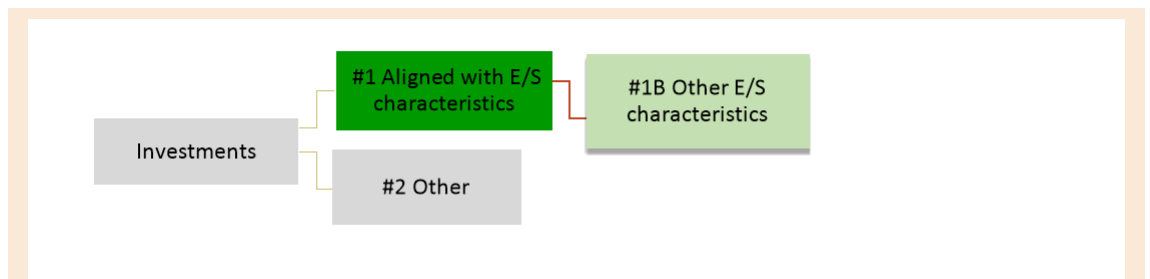 #1 Aligned with E/S
characteristics
#1B Other E/S
characteristics
Investments
#2 Other